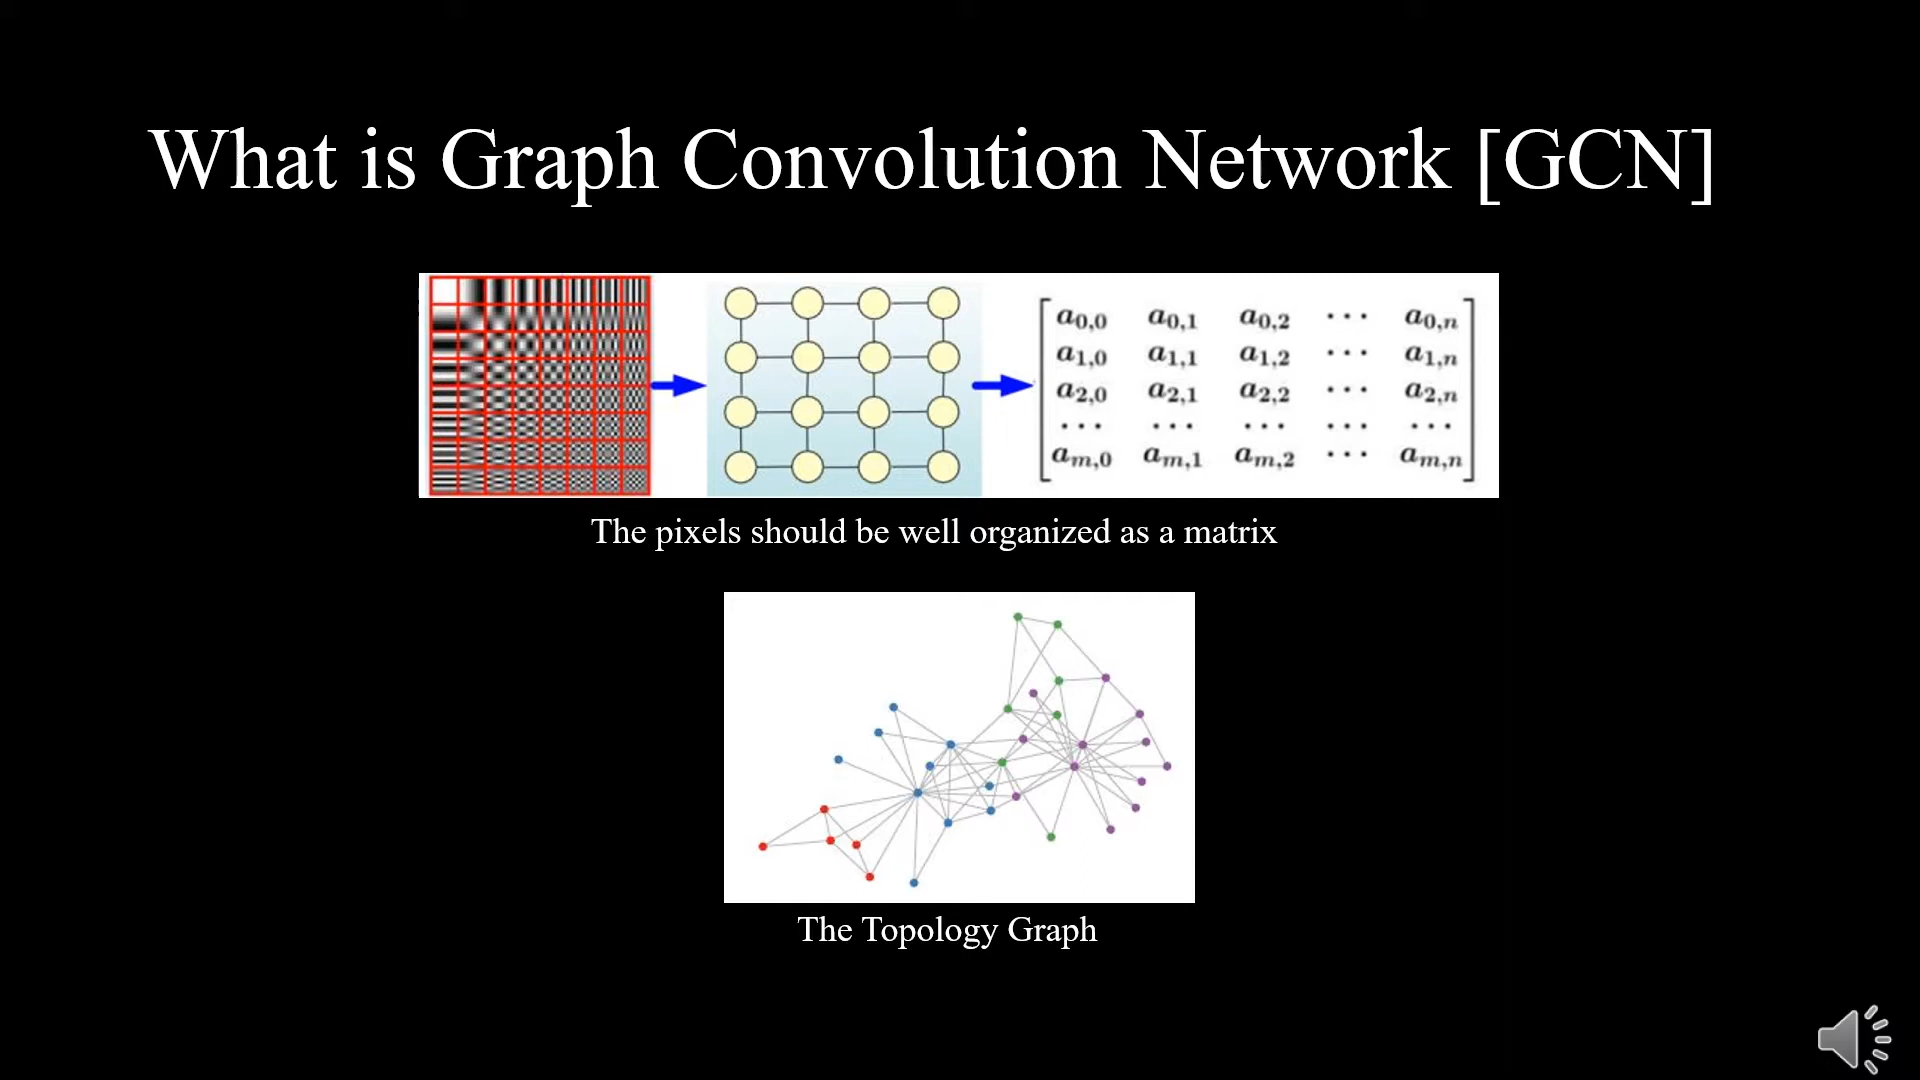 What is Graph Convolution Network [GCN]
a0,0 a0,1 a0,2 ··· a0,n
a1,0 a1,1 a1,2 ··· a1,n
a2,0 a2,1 a2,2 ··· a2,n
··· ··· ··· ··· ···
am,0 am,1 am,2 ··· am,n
The pixels should be well organized as a matrix
The Topology Graph